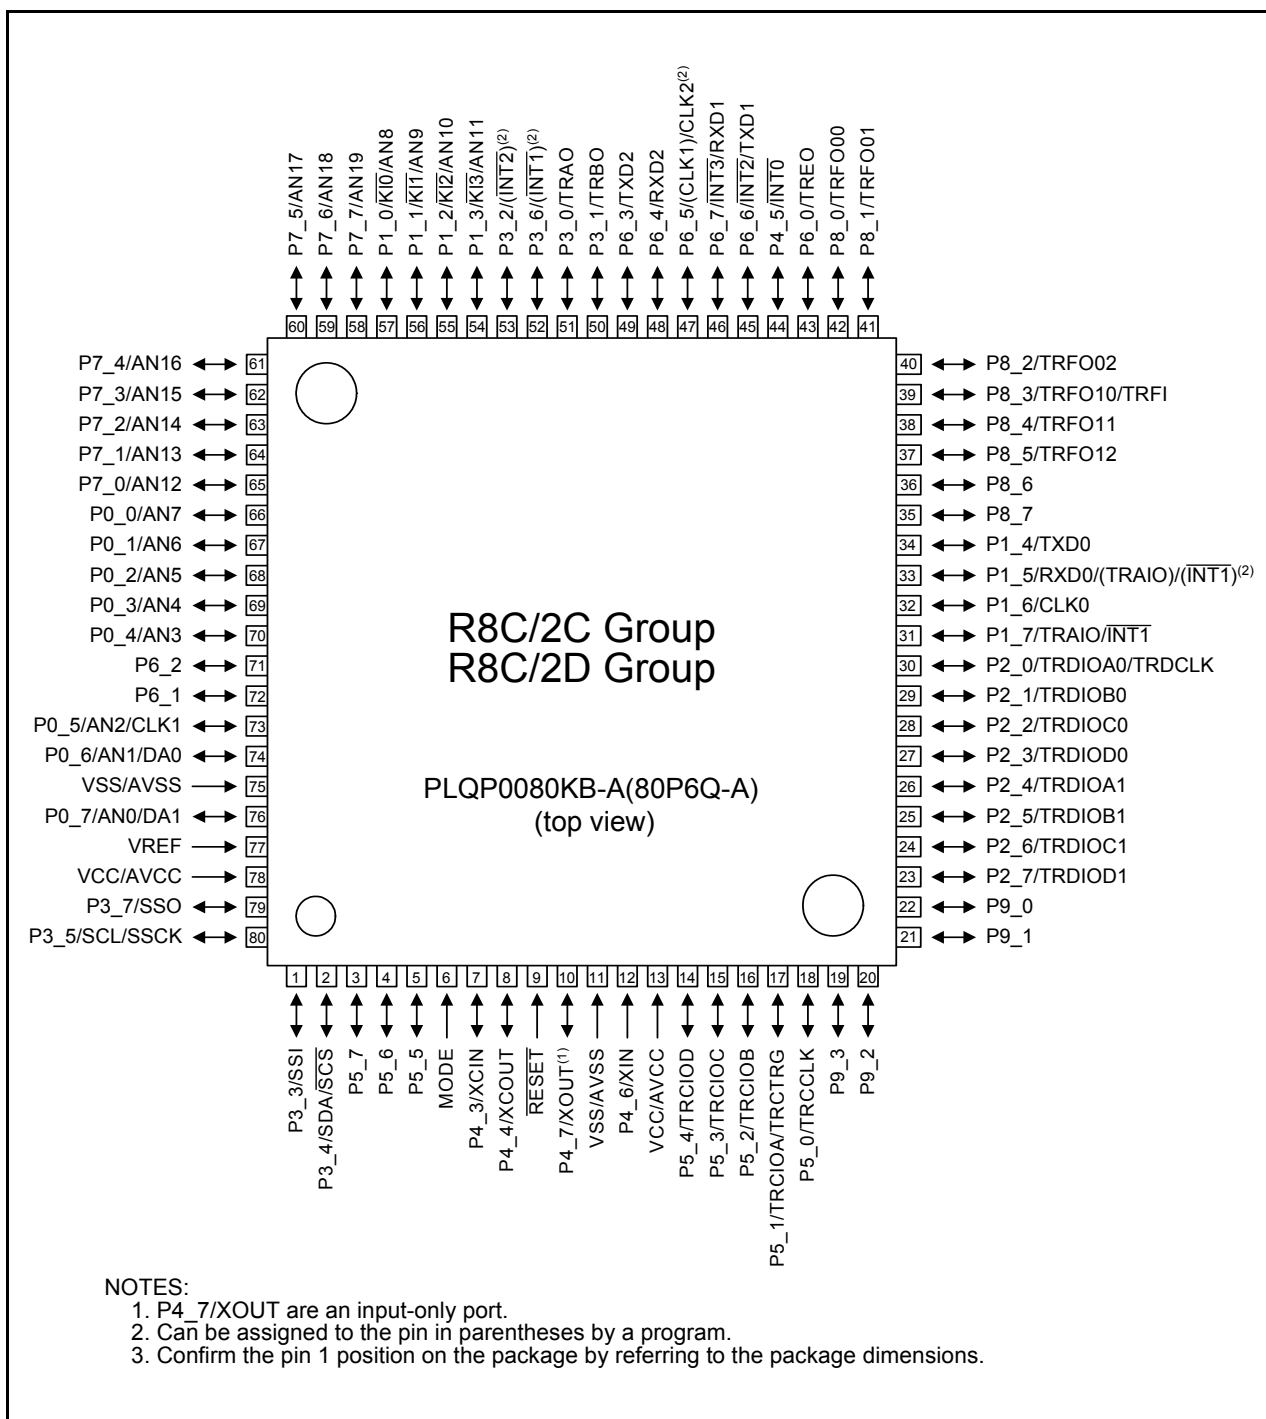 P7_5/AN17
P7_6/AN18
P7_7/AN19
P1_0/KI0/AN8
P1_1/KI1/AN9
P1_2/KI2/AN10
P1_3/KI3/AN11
P3_2/(INT2)(2)
P3_6/(INT1)(2)
P3_0/TRAO
P3_1/TRBO
P6_3/TXD2
P6_4/RXD2
P6_5/(CLK1)/CLK2(2)
P6_7/INT3/RXD1
P6_6/INT2/TXD1
P4_5/INT0
P6_0/TREO
P8_0/TRFO00
P8_1/TRFO01
60 59 58 57 56 55 54 53 52 51 50 49 48 47 46 45 44 43 42 41
P7_4/AN16 61
P7_3/AN15 62
P7_2/AN14 63
P7_1/AN13 64
P7_0/AN12 65
P0_0/AN7 66
P0_1/AN6 67
P0_2/AN5 68
P0_3/AN4 69
P0_4/AN3 70
P6_2 71
P6_1 72
P0_5/AN2/CLK1 73
P0_6/AN1/DA0 74
VSS/AVSS 75
P0_7/AN0/DA1 76
VREF 77
VCC/AVCC 78
P3_7/SSO 79
P3_5/SCL/SSCK 80
R8C/2C Group
R8C/2D Group
PLQP0080KB-A(80P6Q-A)
(top view)
40 P8_2/TRFO02
39 P8_3/TRFO10/TRFI
38 P8_4/TRFO11
37 P8_5/TRFO12
36 P8_6
35 P8_7
34 P1_4/TXD0
33 P1_5/RXD0/(TRAIO)/(INT1)(2)
32 P1_6/CLK0
31 P1_7/TRAIO/INT1
30 P2_0/TRDIOA0/TRDCLK
29 P2_1/TRDIOB0
28 P2_2/TRDIOC0
27 P2_3/TRDIOD0
26 P2_4/TRDIOA1
25 P2_5/TRDIOB1
24 P2_6/TRDIOC1
23 P2_7/TRDIOD1
22 P9_0
21 P9_1
1 2 3 4 5 6 7 8 9 10 11 12 13 14 15 16 17 18 19 20
P3_3/SSI
P3_4/SDA/SCS
P5_7
P5_6
P5_5
MODE
P4_3/XCIN
P4_4/XCOUT
RESET
P4_7/XOUT(1)
VSS/AVSS
P4_6/XIN
VCC/AVCC
P5_4/TRCIOD
P5_3/TRCIOC
P5_2/TRCIOB
P5_1/TRCIOA/TRCTRG
P5_0/TRCCLK
P9_3
P9_2
NOTES:
1. P4_7/XOUT are an input-only port.
2. Can be assigned to the pin in parentheses by a program.
3. Confirm the pin 1 position on the package by referring to the package dimensions.